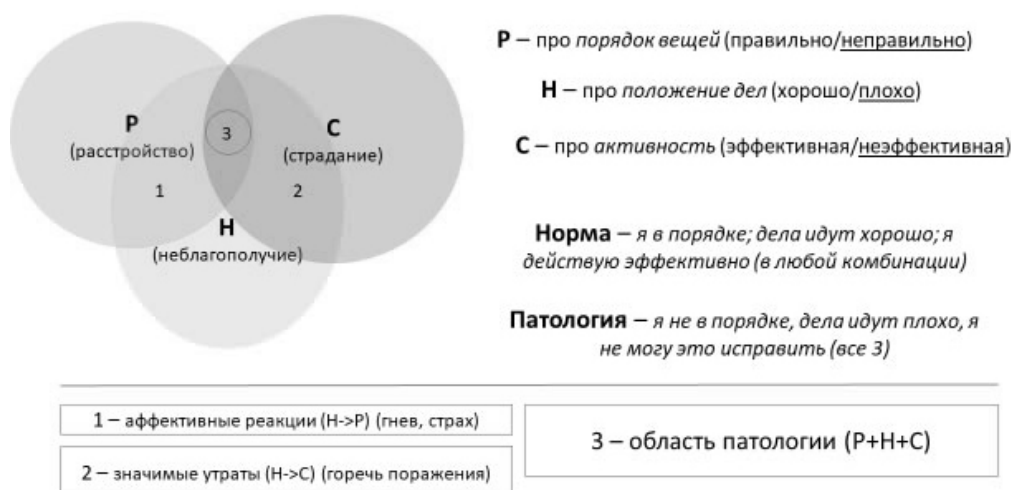 Р
(расстройство)
3
С
(страдание)
1
2
Н
(неблагополучие)
Р – про порядок вещей (правильно/неправильно)
Н – про положение дел (хорошо/плохо)
С – про активность (эффективная/неэффективная)
Норма – я в порядке; дела идут хорошо; я
действую эффективно (в любой комбинации)
Патология – я не в порядке, дела идут плохо, я
не могу это исправить (все 3)
1 – аффективные реакции (Н->Р) (гнев, страх)
2 – значимые утраты (Н->С) (горечь поражения)
3 – область патологии (Р+Н+С)